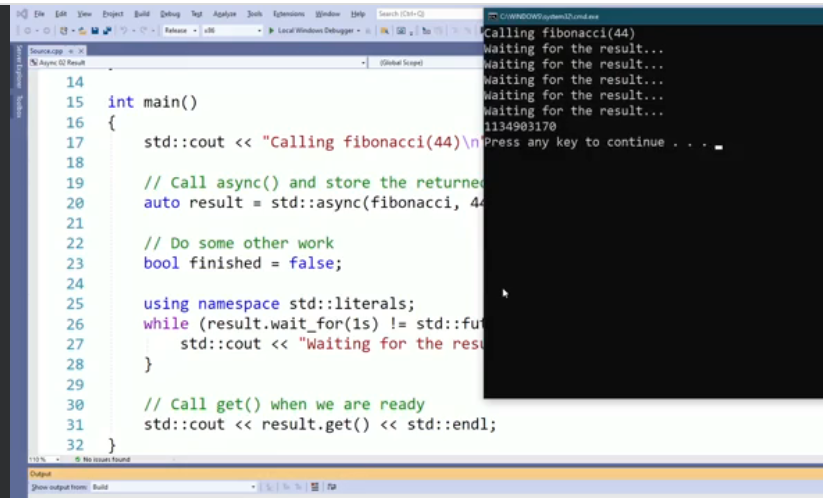 File Edit View Project Build Debug Test Analyze Tools Extensions Window Help Search (Ctrl+Q)
Release x86 Local Windows Debugger
Source.cpp
Async 02 Result (Global Scope)
Server Explorer
Toolbox
14
15 int main()
16 {
17 std::cout << "Calling fibonacci(44)\n"
18
19 // Call async() and store the returned
20 auto result = std::async(fibonacci, 44
21
22 // Do some other work
23 bool finished = false;
24
25 using namespace std::literals;
26 while (result.wait_for(1s) != std::fut
27 std::cout << "Waiting for the resu
28 }
29
30 // Call get() when we are ready
31 std::cout << result.get() << std::endl;
32 }
110 % No issues found
Output
Show output from: Build
C:\WINDOWS\system32\cmd.exe
Calling fibonacci(44)
Waiting for the result...
Waiting for the result...
Waiting for the result...
Waiting for the result...
Waiting for the result...
1134903170
Press any key to continue . . .